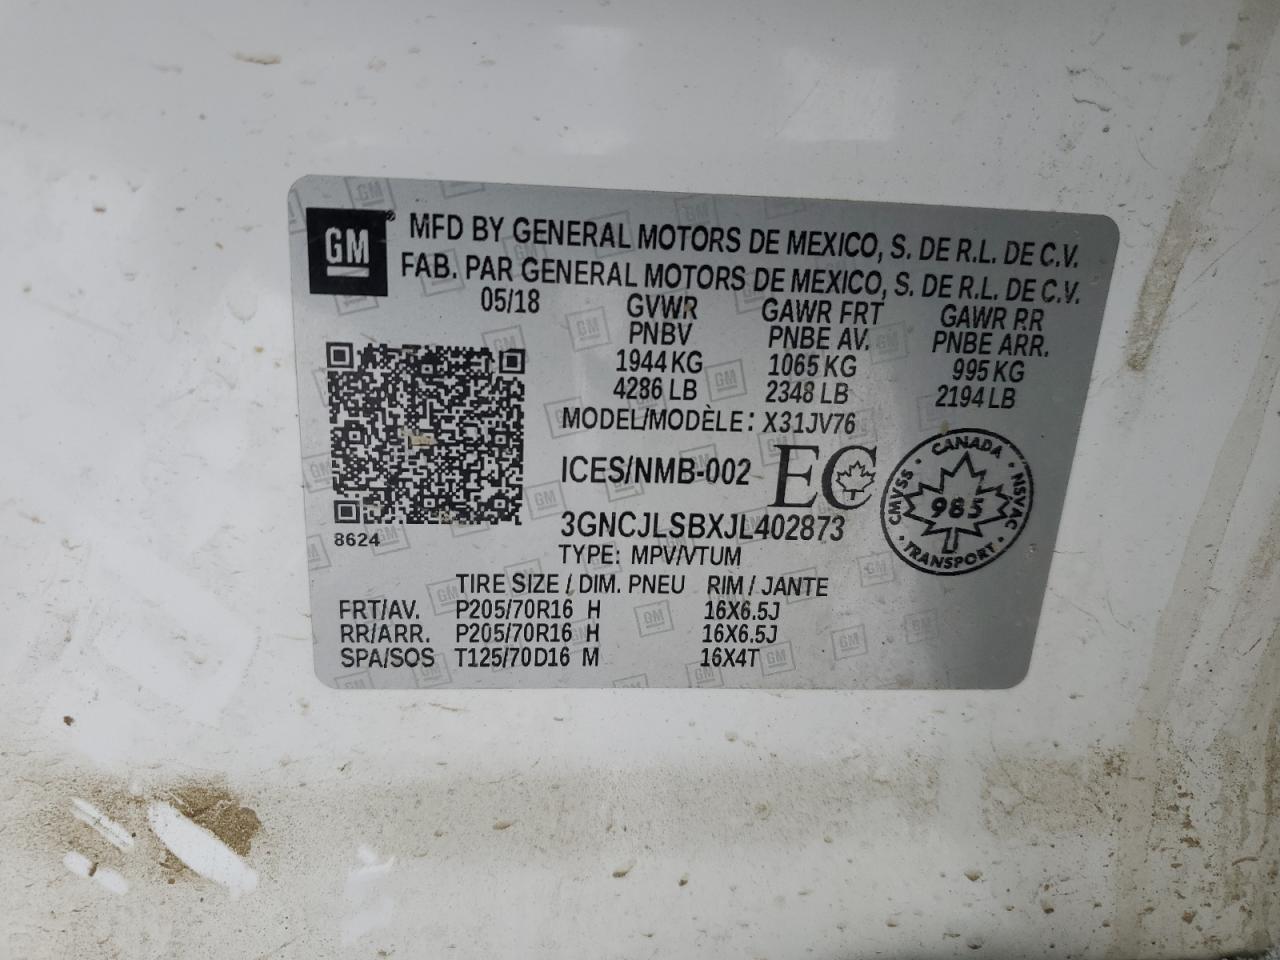 GM MFD BY GENERAL MOTORS DE MEXICO, S. DE R.L. DE C.V.
FAB. PAR GENERAL MOTORS DE MEXICO, S. DE R.L. DE C.V.
05/18 GVWR GAWR FRT GAWR RR
PNBV PNBE AV. PNBE ARR.
1944 KG 1065 KG 995 KG
4286 LB 2348 LB 2194 LB
MODEL/MODÈLE: X31JV76
ICES/NMB-002 EC
CANADA
CMVSS 985 NSVAC
TRANSPORT
3GNCJLSBXJL402873
8624
TYPE: MPV/VTUM
TIRE SIZE / DIM. PNEU RIM / JANTE
FRT/AV. P205/70R16 H 16X6.5J
RR/ARR. P205/70R16 H 16X6.5J
SPA/SOS T125/70D16 M 16X4T